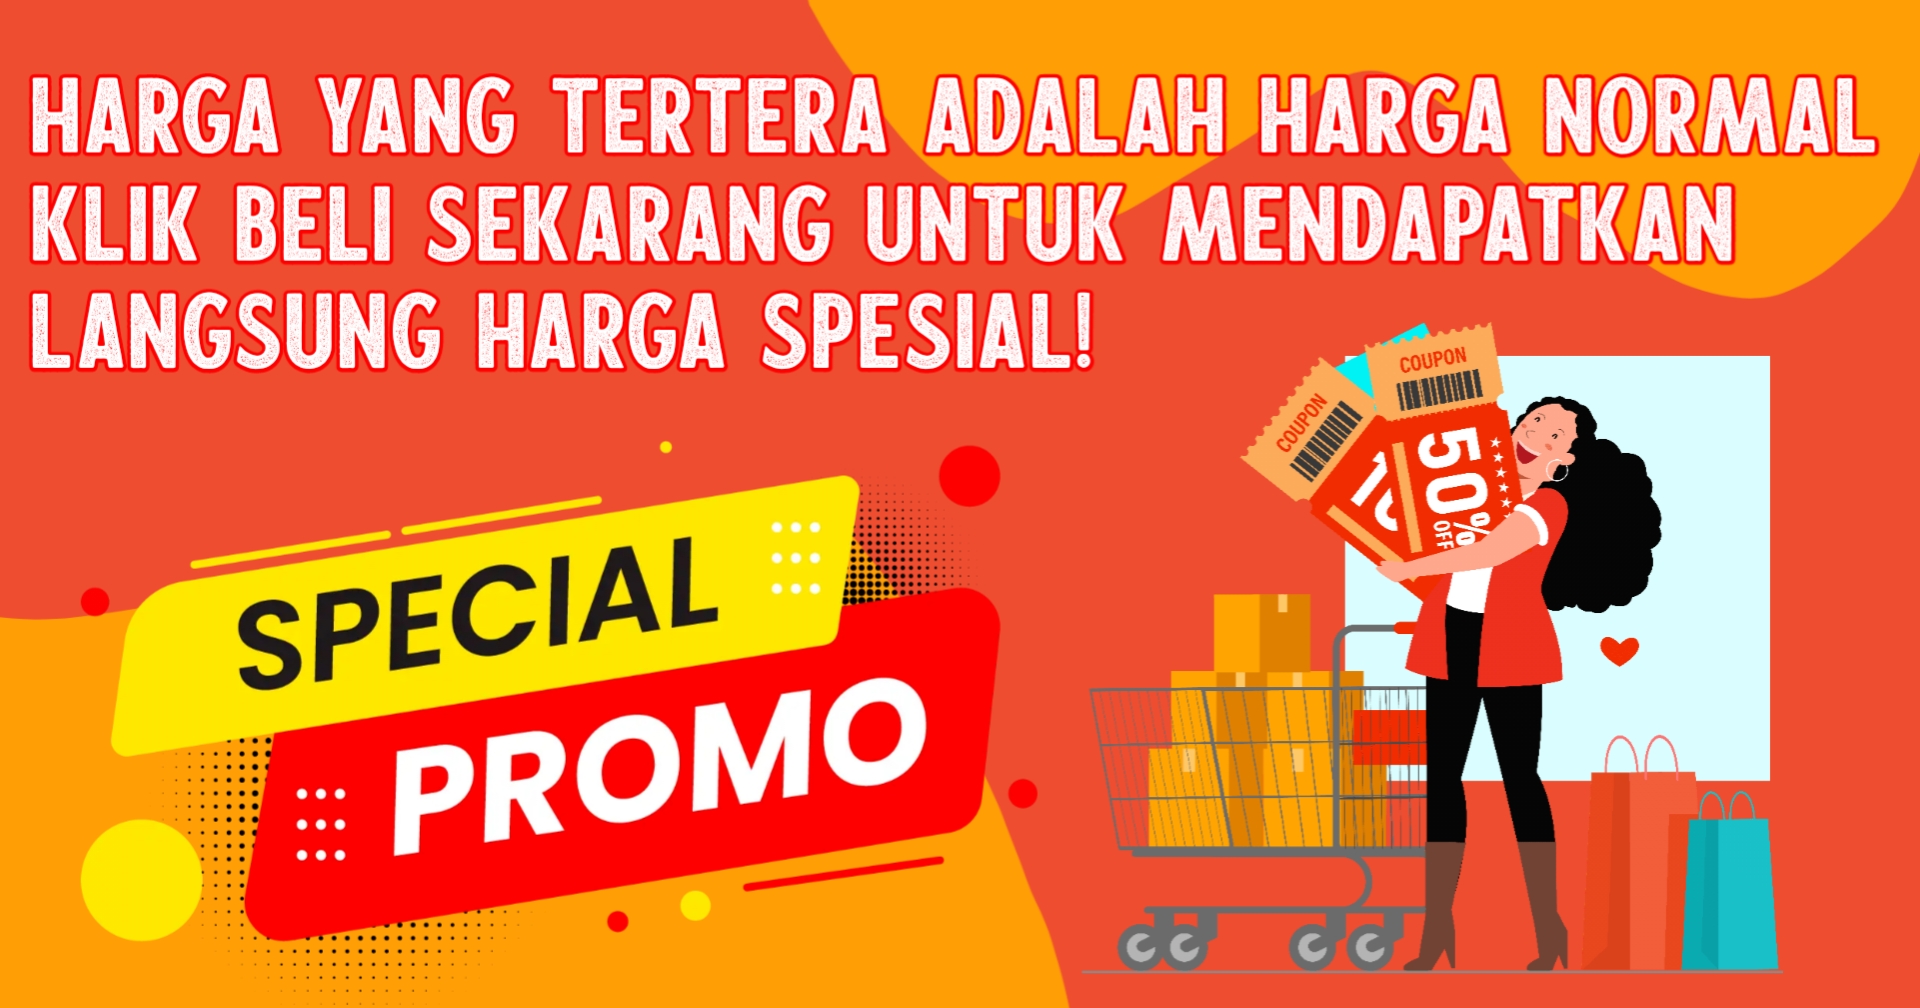 HARGA YANG TERTERA ADALAH HARGA NORMAL
KLIK BELI SEKARANG UNTUK MENDAPATKAN
LANGSUNG HARGA SPESIAL!
COUPON
COUPON
50% OFF
SPECIAL
PROMO